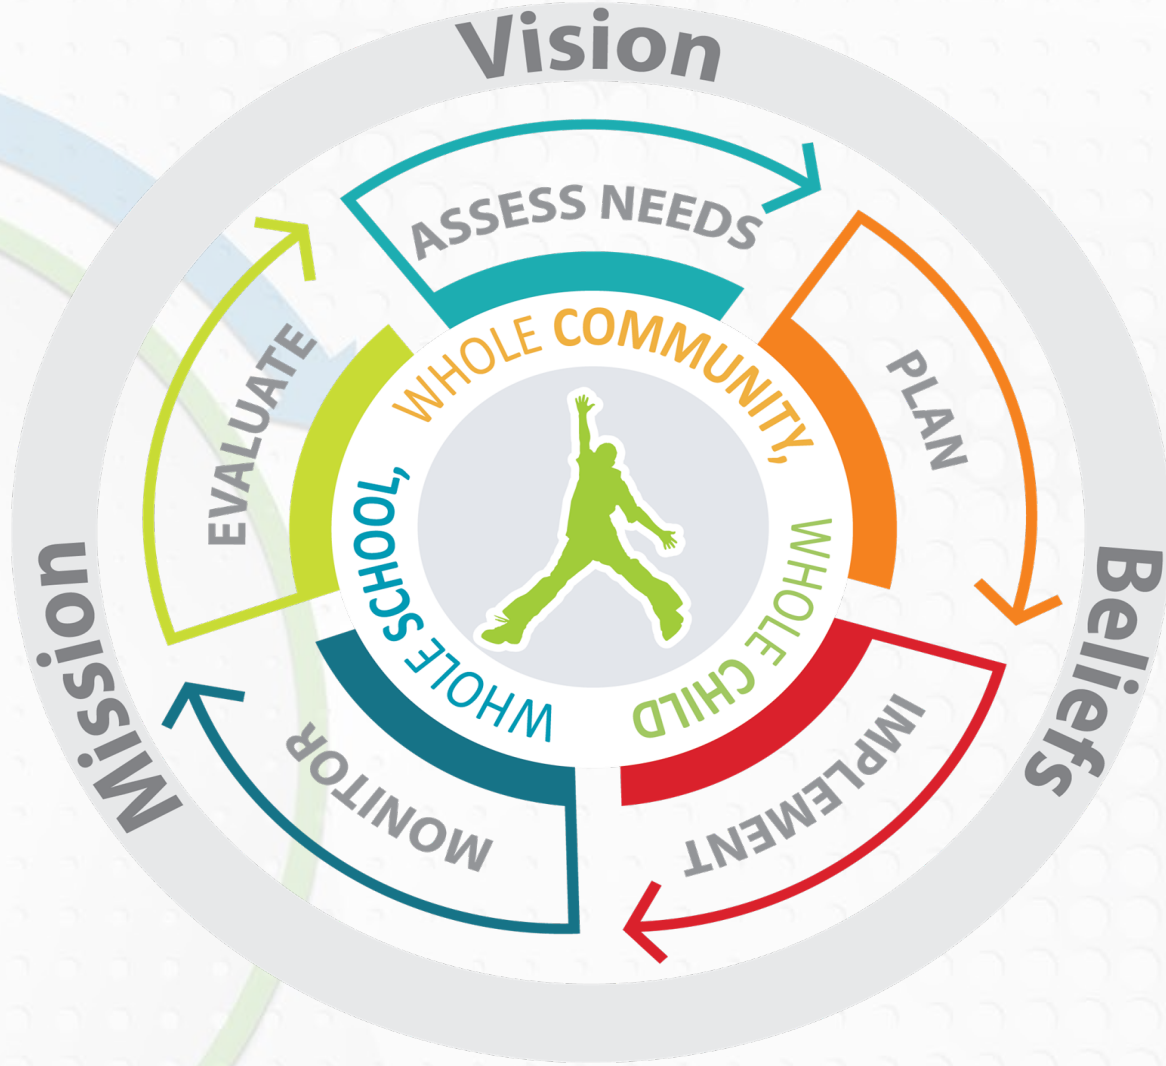 Vision
Beliefs
Mission
ASSESS NEEDS
PLAN
IMPLEMENT
MONITOR
EVALUATE
WHOLE SCHOOL,
WHOLE COMMUNITY,
WHOLE CHILD